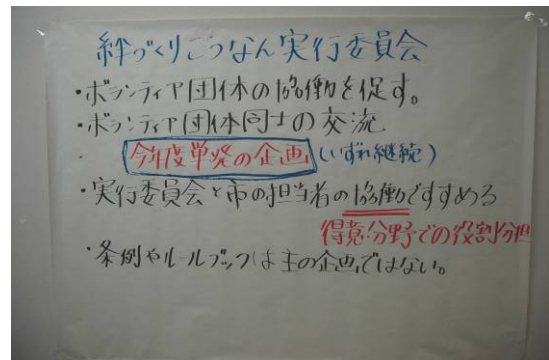 絆づくりこうなん実行委員会
・ボランティア団体の協働を促す。
・ボランティア団体同士の交流
・今年度単発の企画(いずれ継続)
・実行委員会と市の担当者の協働ですすめる
得意分野での役割分担
・条例やルールブックは主の企画ではない。